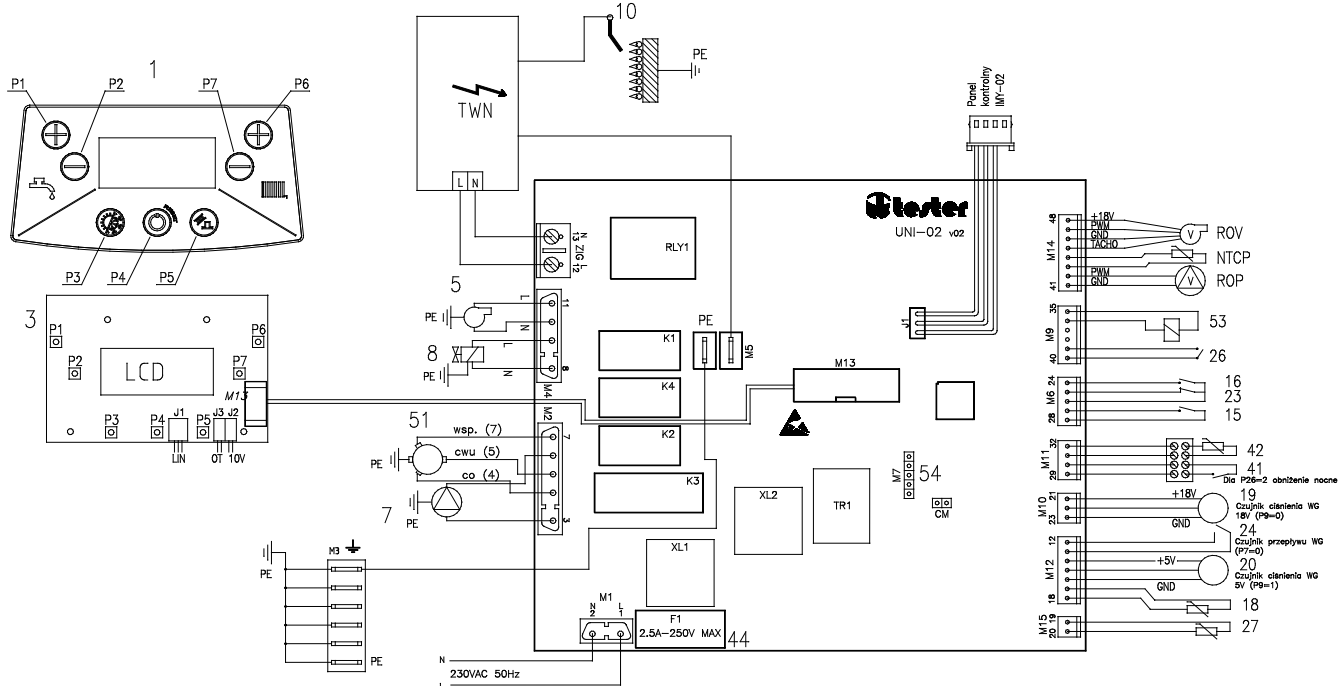 1
P1
P2
P7
P6
P3
P4
P5
3
P1
P6
P2
LCD
P7
M13
P3
P4
J1
P5
J3 J2
LIN
OT 10V
TWN
L N
10
PE
Panel
kontrolny
IMY-02
tester
UNI-02 v02
N
13
ZIG
L
12
RLY1
5
PE
L
N
11
8
PE
L
N
8
M4
M2
51
PE
wsp. (7)
cwu (5)
co (4)
7
7
PE
3
K1
K4
K2
K3
PE
M5
M13
J1
M7
54
CM
XL2
TR1
XL1
F1
2.5A-250V MAX
44
M1
N
2
L
1
N
230VAC 50Hz
L
M3
PE
PE
48
M14
41
+18V
PWM
GND
TACHO
PWM
GND
V
ROV
NTCP
V
ROP
35
M9
40
53
26
24
M6
28
16
23
15
32
M11
29
42
41
Dla P26=2 obniżenie nocne
21
M10
23
+18V
GND
19
Czujnik ciśnienia WG
18V (P9=0)
24
Czujnik przepływu WG
(P7=0)
12
M12
18
+5V
GND
20
Czujnik ciśnienia WG
5V (P9=1)
18
M15
19
20
27